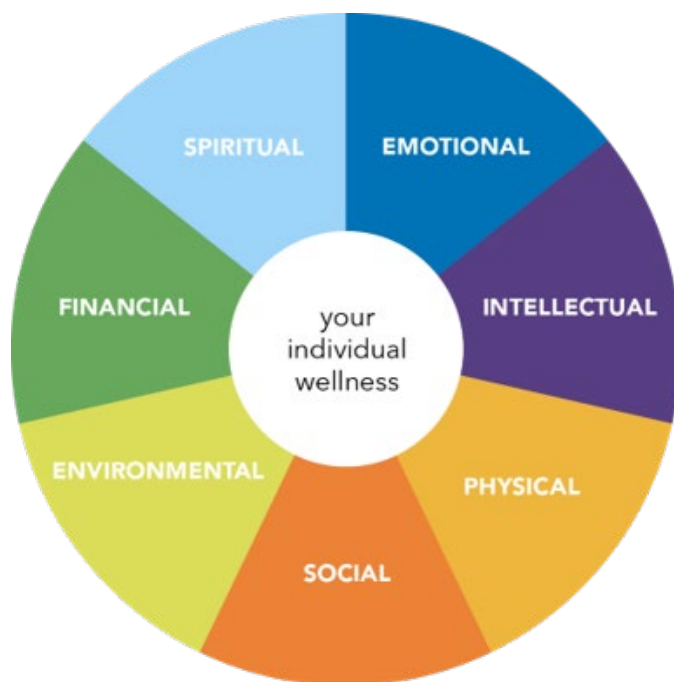 SPIRITUAL
EMOTIONAL
FINANCIAL
INTELLECTUAL
your
individual
wellness
ENVIRONMENTAL
PHYSICAL
SOCIAL